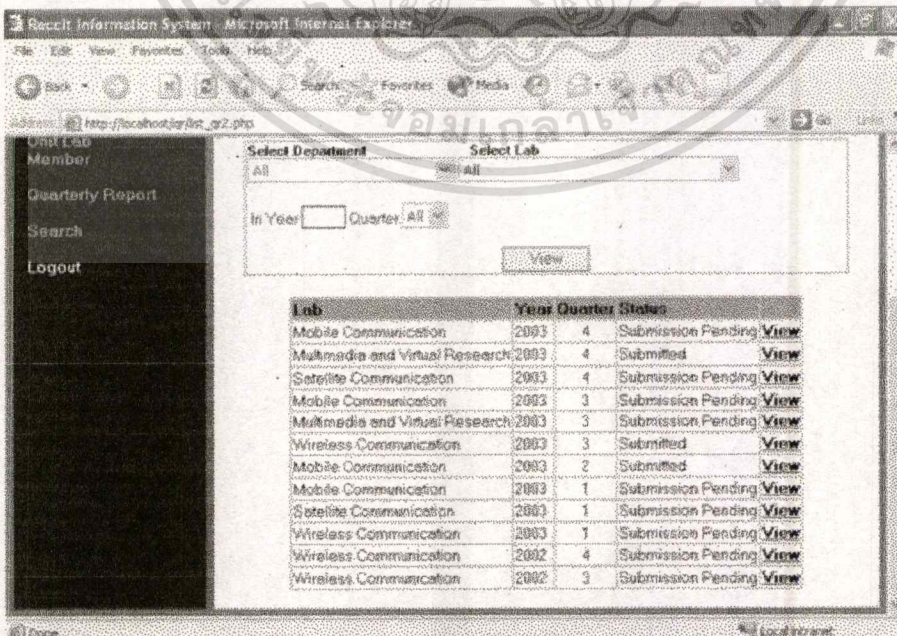 Reccit Information System - Microsoft Internet Explorer
File Edit View Favorites Tools Help
Back Search Favorites Media
Address http://localhost/qr/list_qr2.php Go Links
Unit Lab
Member
Quarterly Report
Search
Logout
Select Department Select Lab
All All
In Year Quarter All
View
Lab Year Quarter Status
Mobile Communication 2003 4 Submission Pending View
Multimedia and Virtual Research 2003 4 Submitted View
Satellite Communication 2003 4 Submission Pending View
Mobile Communication 2003 3 Submission Pending View
Multimedia and Virtual Research 2003 3 Submission Pending View
Wireless Communication 2003 3 Submitted View
Mobile Communication 2003 2 Submitted View
Mobile Communication 2003 1 Submission Pending View
Satellite Communication 2003 1 Submission Pending View
Wireless Communication 2003 1 Submission Pending View
Wireless Communication 2002 4 Submission Pending View
Wireless Communication 2002 3 Submission Pending View
Done Local intranet